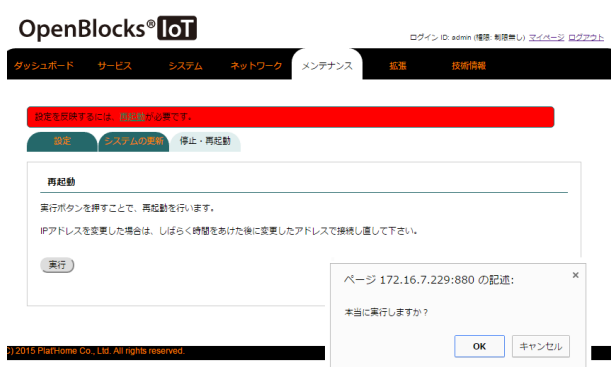 OpenBlocks® IoT
ログイン ID: admin (権限: 制限無し) マイページ ログアウト
ダッシュボード サービス システム ネットワーク メンテナンス 拡張 技術情報
設定を反映するには、再起動が必要です。
設定 システムの更新 停止・再起動
再起動
実行ボタンを押すことで、再起動を行います。
IPアドレスを変更した場合は、しばらく時間をあけた後に変更したアドレスで接続し直して下さい。
実行
ページ 172.16.7.229:880 の記述:
×
本当に実行しますか？
OK キャンセル
C) 2015 Plat'Home Co., Ltd. All rights reserved.